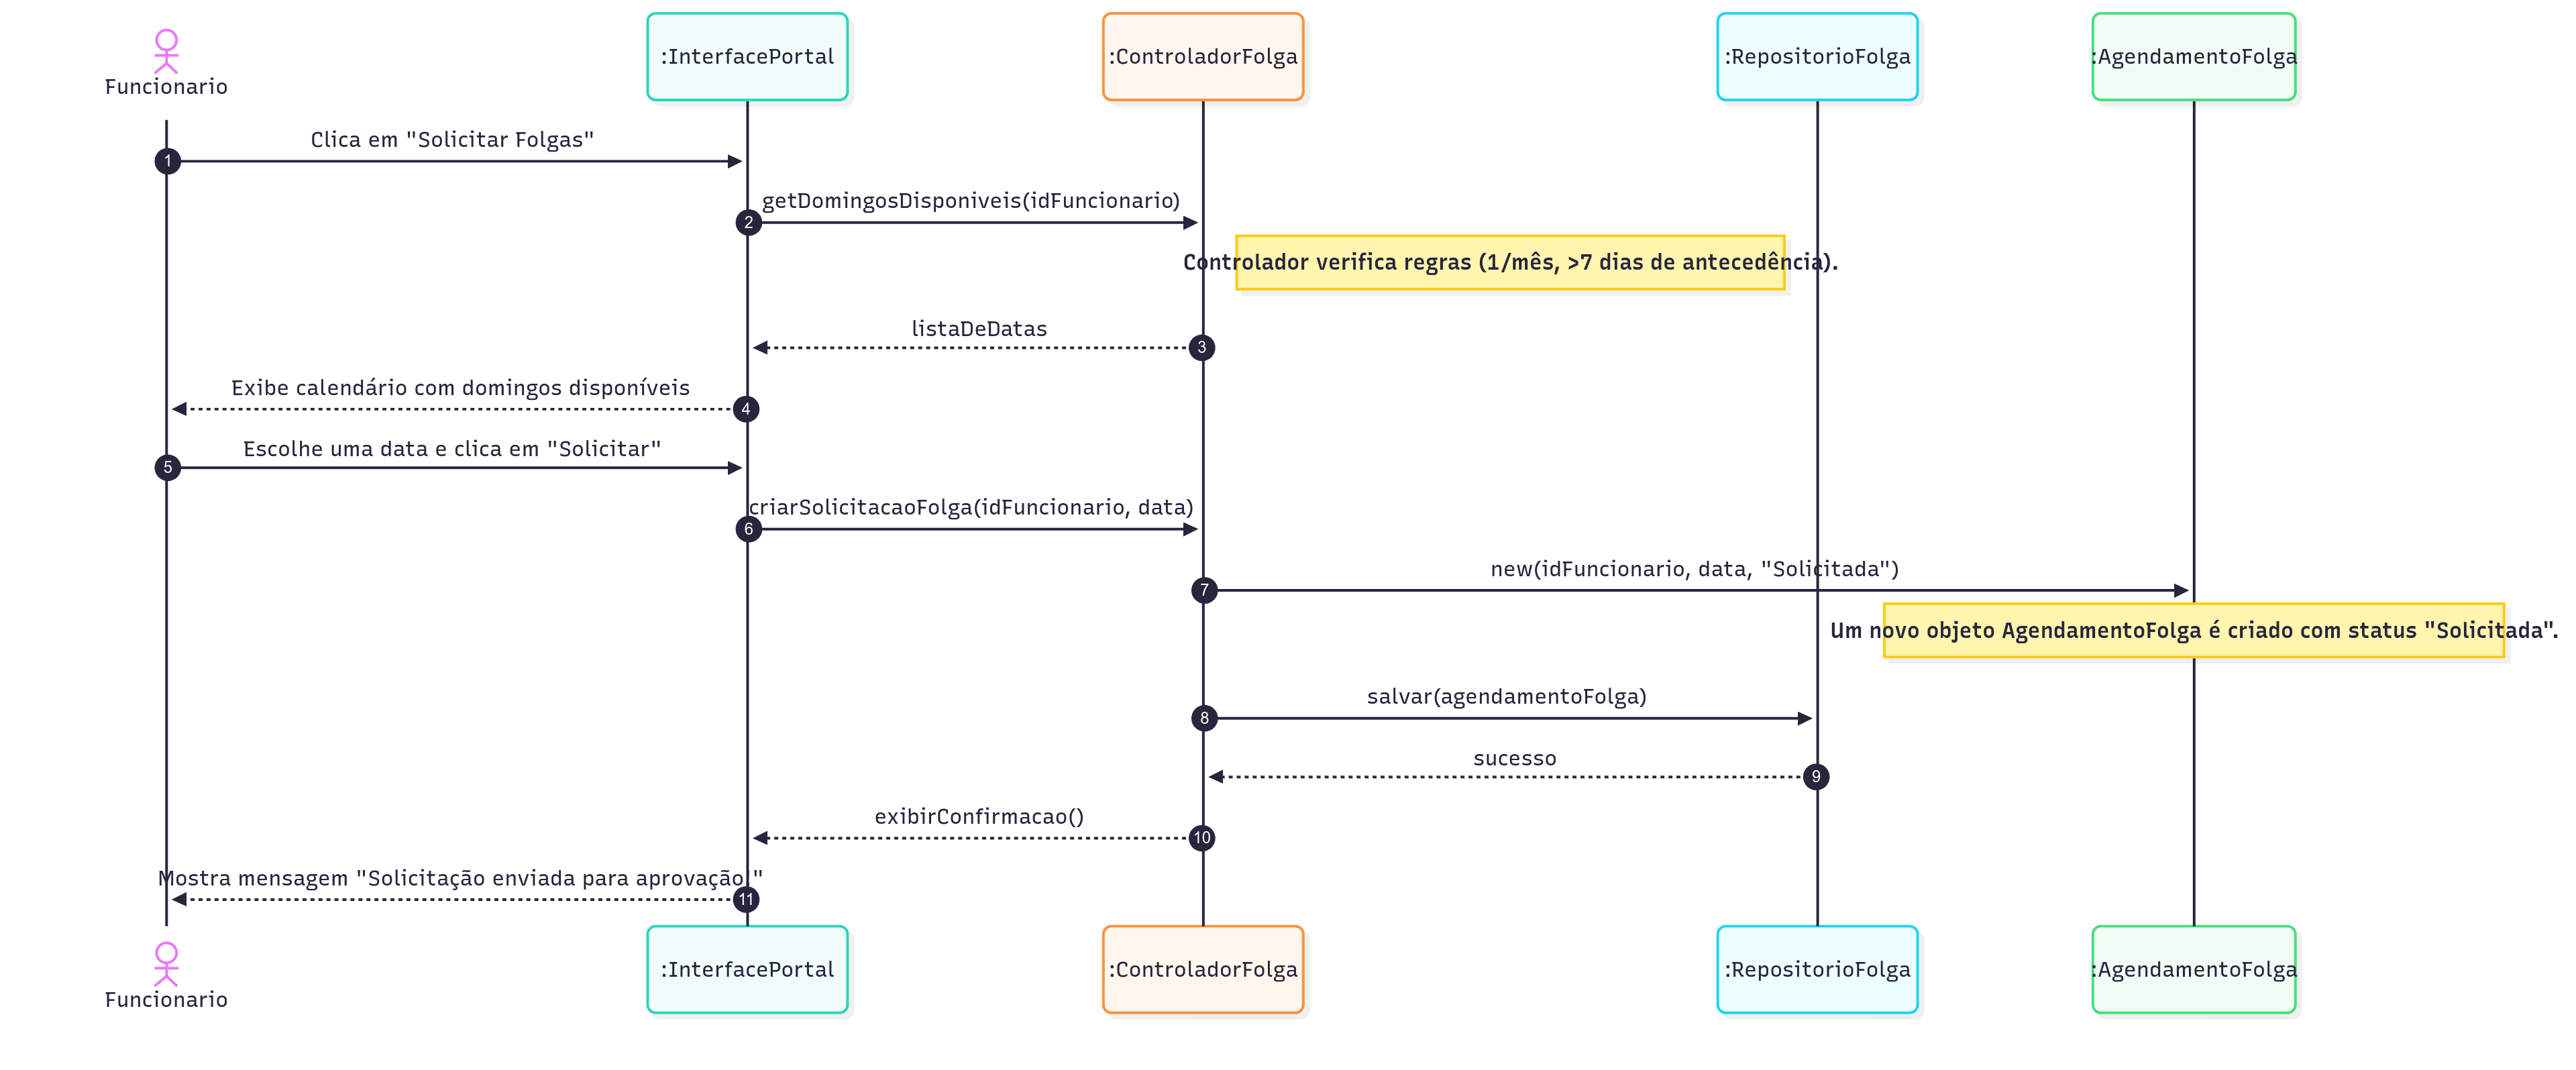 Funcionario
:InterfacePortal
:ControladorFolga
:RepositorioFolga
:AgendamentoFolga
Clica em "Solicitar Folgas"
1
getDomingosDisponiveis(idFuncionario)
2
Controlador verifica regras (1/mês, >7 dias de antecedência).
listaDeDatas
3
Exibe calendário com domingos disponíveis
4
Escolhe uma data e clica em "Solicitar"
5
criarSolicitacaoFolga(idFuncionario, data)
6
new(idFuncionario, data, "Solicitada")
7
Um novo objeto AgendamentoFolga é criado com status "Solicitada".
salvar(agendamentoFolga)
8
sucesso
9
exibirConfirmacao()
10
Mostra mensagem "Solicitação enviada para aprovação."
11
Funcionario
:InterfacePortal
:ControladorFolga
:RepositorioFolga
:AgendamentoFolga